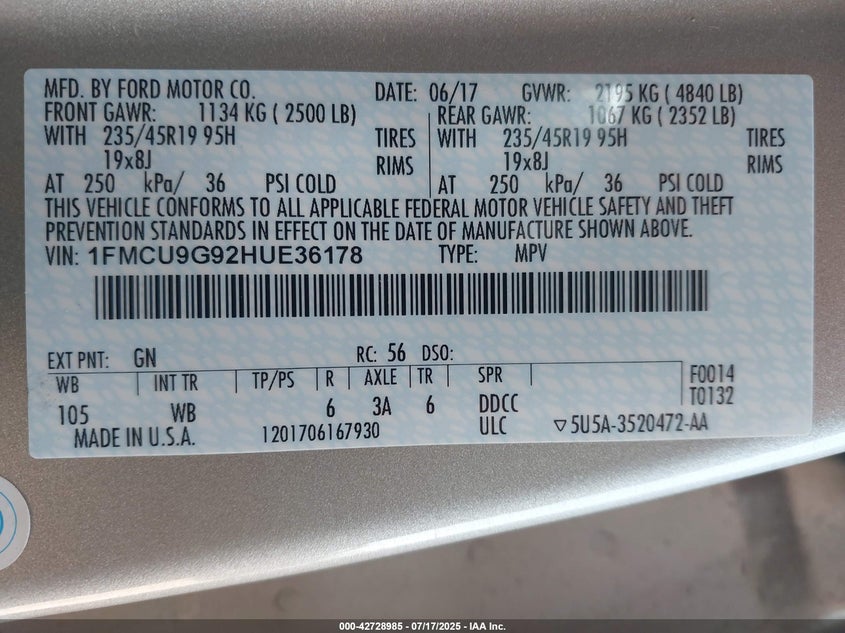 MFD. BY FORD MOTOR CO. DATE: 06/17 GVWR: 2195 KG ( 4840 LB)
FRONT GAWR: 1134 KG ( 2500 LB) REAR GAWR: 1067 KG ( 2352 LB)
WITH 235/45R19 95H TIRES WITH 235/45R19 95H TIRES
19x8J RIMS 19x8J RIMS
AT 250 kPa/ 36 PSI COLD AT 250 kPa/ 36 PSI COLD
THIS VEHICLE CONFORMS TO ALL APPLICABLE FEDERAL MOTOR VEHICLE SAFETY AND THEFT
PREVENTION STANDARDS IN EFFECT ON THE DATE OF MANUFACTURE SHOWN ABOVE.
VIN: 1FMCU9G92HUE36178 TYPE: MPV
EXT PNT: GN RC: 56 DSO:
WB INT TR TP/PS R AXLE TR SPR F0014
105 WB 6 3A 6 DDCC T0132
MADE IN U.S.A. 1201706167930 ULC ▽5U5A-3520472-AA
000-42728985 / 07/17/2025 - IAA Inc.